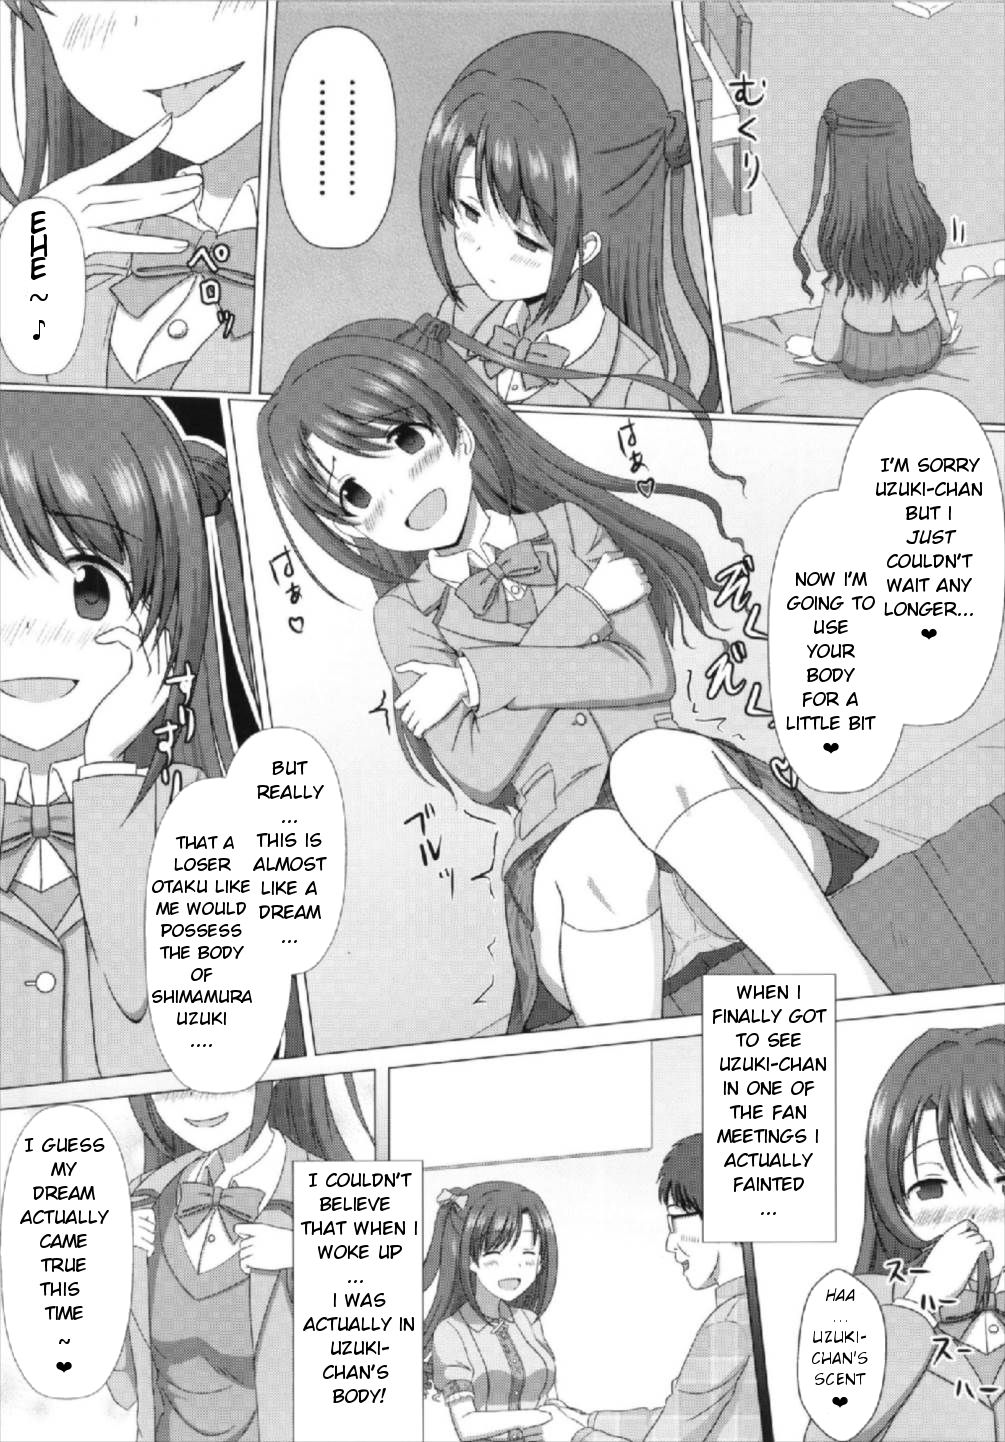 むくり
………………
ペロッ
EHE
~
♪
I'M SORRY
UZUKI-CHAN
BUT I
JUST
COULDN'T
WAIT ANY
LONGER...
❤
NOW I'M
GOING TO
USE
YOUR
BODY
FOR A
LITTLE BIT
❤
はぁ♡
はぁ♡
ぞくぞく♡
ブルル
BUT
REALLY
...
THIS IS
ALMOST
LIKE A
DREAM
...
THAT A
LOSER
OTAKU LIKE
ME WOULD
POSSESS
THE BODY
OF
SHIMAMURA
UZUKI
....
すりすり
WHEN I
FINALLY GOT
TO SEE
UZUKI-CHAN
IN ONE OF
THE FAN
MEETINGS I
ACTUALLY
FAINTED
...
I COULDN'T
BELIEVE
THAT WHEN I
WOKE UP
...
I WAS
ACTUALLY IN
UZUKI-
CHAN'S
BODY!
I GUESS
MY
DREAM
ACTUALLY
CAME
TRUE
THIS
TIME
~
❤
スーハー
スーハー
HAA
...
UZUKI-
CHAN'S
SCENT
❤